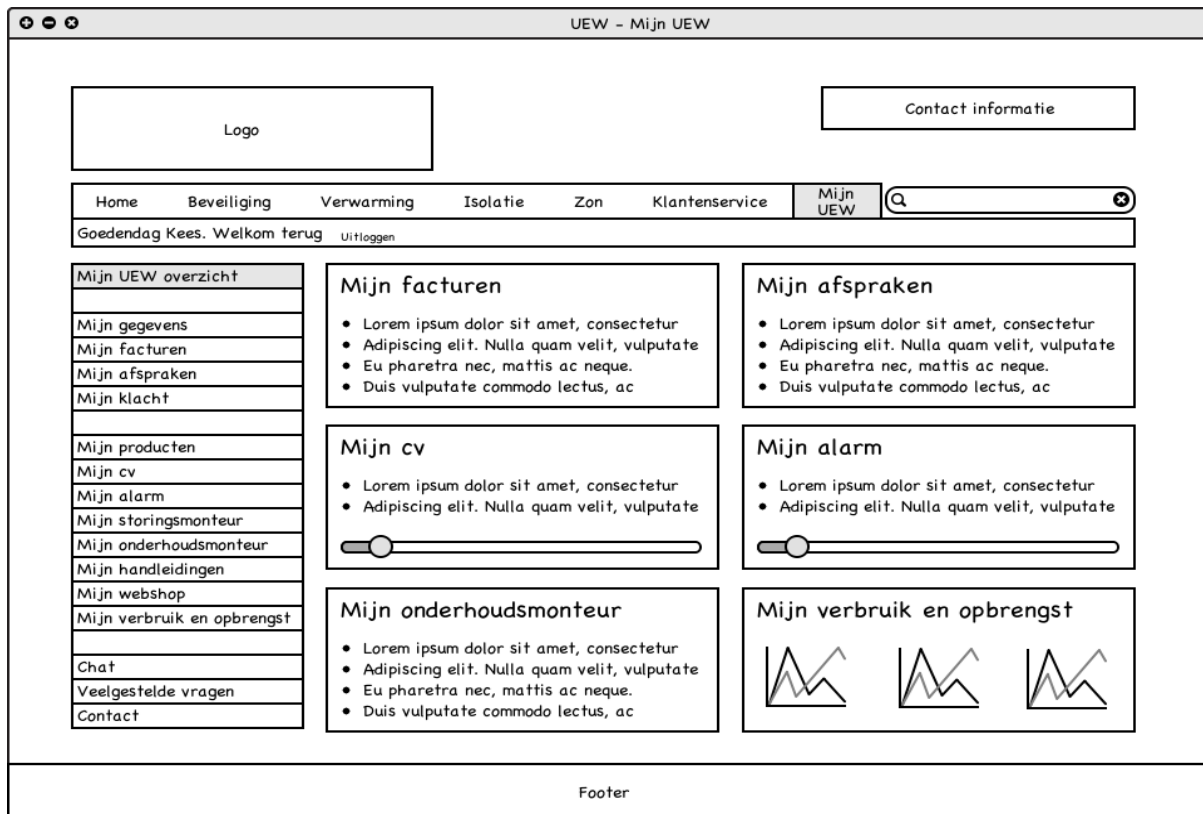 UEW - Mijn UEW
Logo
Contact informatie
Home
Beveiliging
Verwarming
Isolatie
Zon
Klantenservice
Mijn
UEW
Goedendag Kees. Welkom terug
Uitloggen
Mijn UEW overzicht
Mijn gegevens
Mijn facturen
Mijn afspraken
Mijn klacht
Mijn producten
Mijn cv
Mijn alarm
Mijn storingsmonteur
Mijn onderhoudsmonteur
Mijn handleidingen
Mijn webshop
Mijn verbruik en opbrengst
Chat
Veelgestelde vragen
Contact
Mijn facturen
Lorem ipsum dolor sit amet, consectetur
Adipiscing elit. Nulla quam velit, vulputate
Eu pharetra nec, mattis ac neque.
Duis vulputate commodo lectus, ac
Mijn afspraken
Lorem ipsum dolor sit amet, consectetur
Adipiscing elit. Nulla quam velit, vulputate
Eu pharetra nec, mattis ac neque.
Duis vulputate commodo lectus, ac
Mijn cv
Lorem ipsum dolor sit amet, consectetur
Adipiscing elit. Nulla quam velit, vulputate
Mijn alarm
Lorem ipsum dolor sit amet, consectetur
Adipiscing elit. Nulla quam velit, vulputate
Mijn onderhoudsmonteur
Lorem ipsum dolor sit amet, consectetur
Adipiscing elit. Nulla quam velit, vulputate
Eu pharetra nec, mattis ac neque.
Duis vulputate commodo lectus, ac
Mijn verbruik en opbrengst
Footer